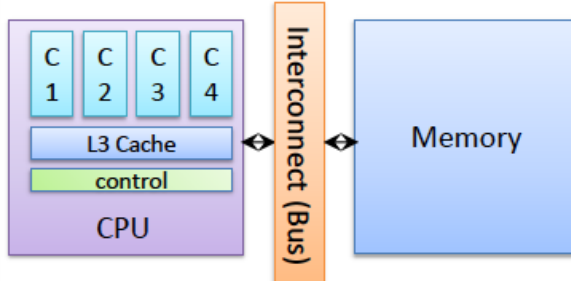 C C C C
1 2 3 4
L3 Cache
control
CPU
Interconnect (Bus)
Memory